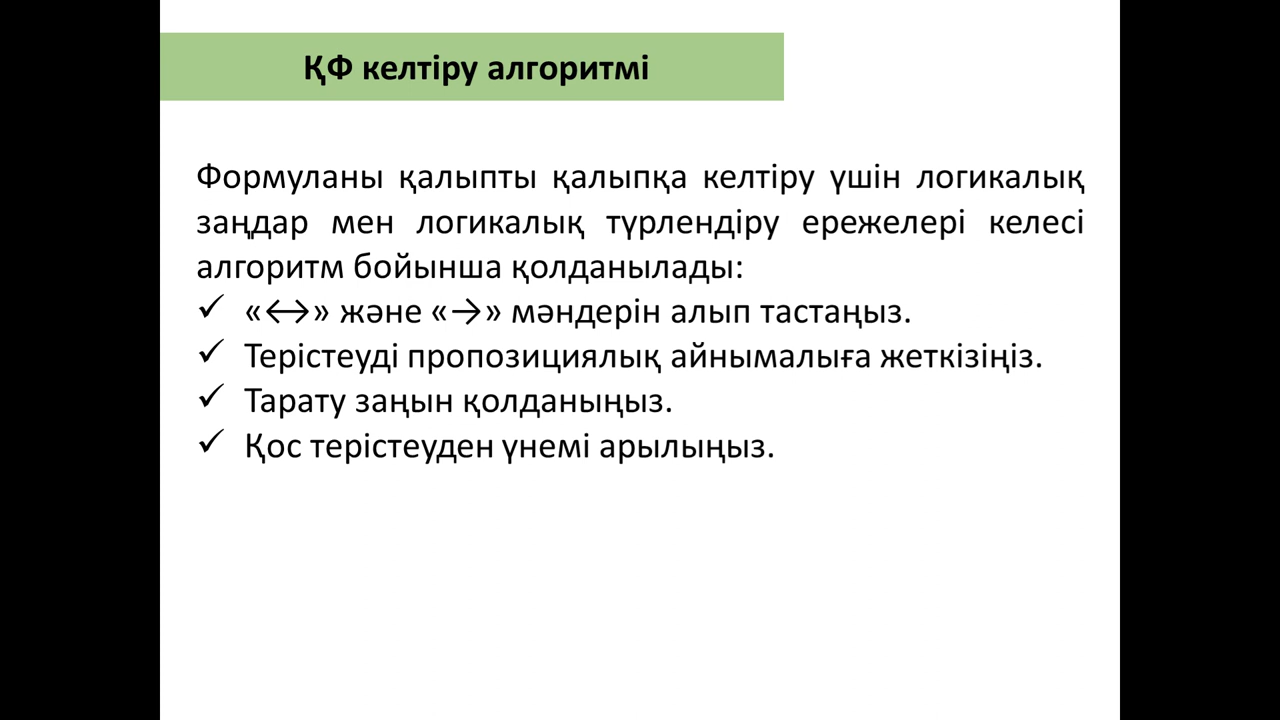 ҚФ келтіру алгоритмі
Формуланы қалыпты қалыпқа келтіру үшін логикалық
заңдар мен логикалық түрлендіру ережелері келесі
алгоритм бойынша қолданылады:
✓ «↔» және «→» мәндерін алып тастаңыз.
✓ Терістеуді пропозициялық айнымалыға жеткізіңіз.
✓ Тарату заңын қолданыңыз.
✓ Қос терістеуден үнемі арылыңыз.